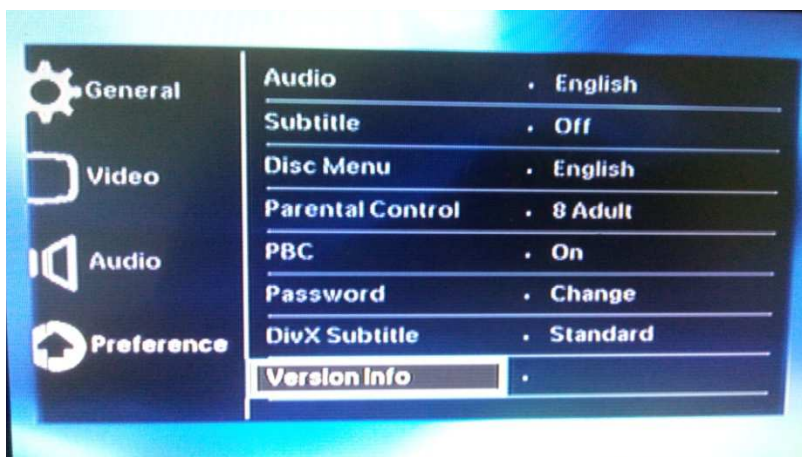 General
Video
Audio
Preference
Audio · English
Subtitle · Off
Disc Menu · English
Parental Control · 8 Adult
PBC · On
Password · Change
DivX Subtitle · Standard
Version Info ·